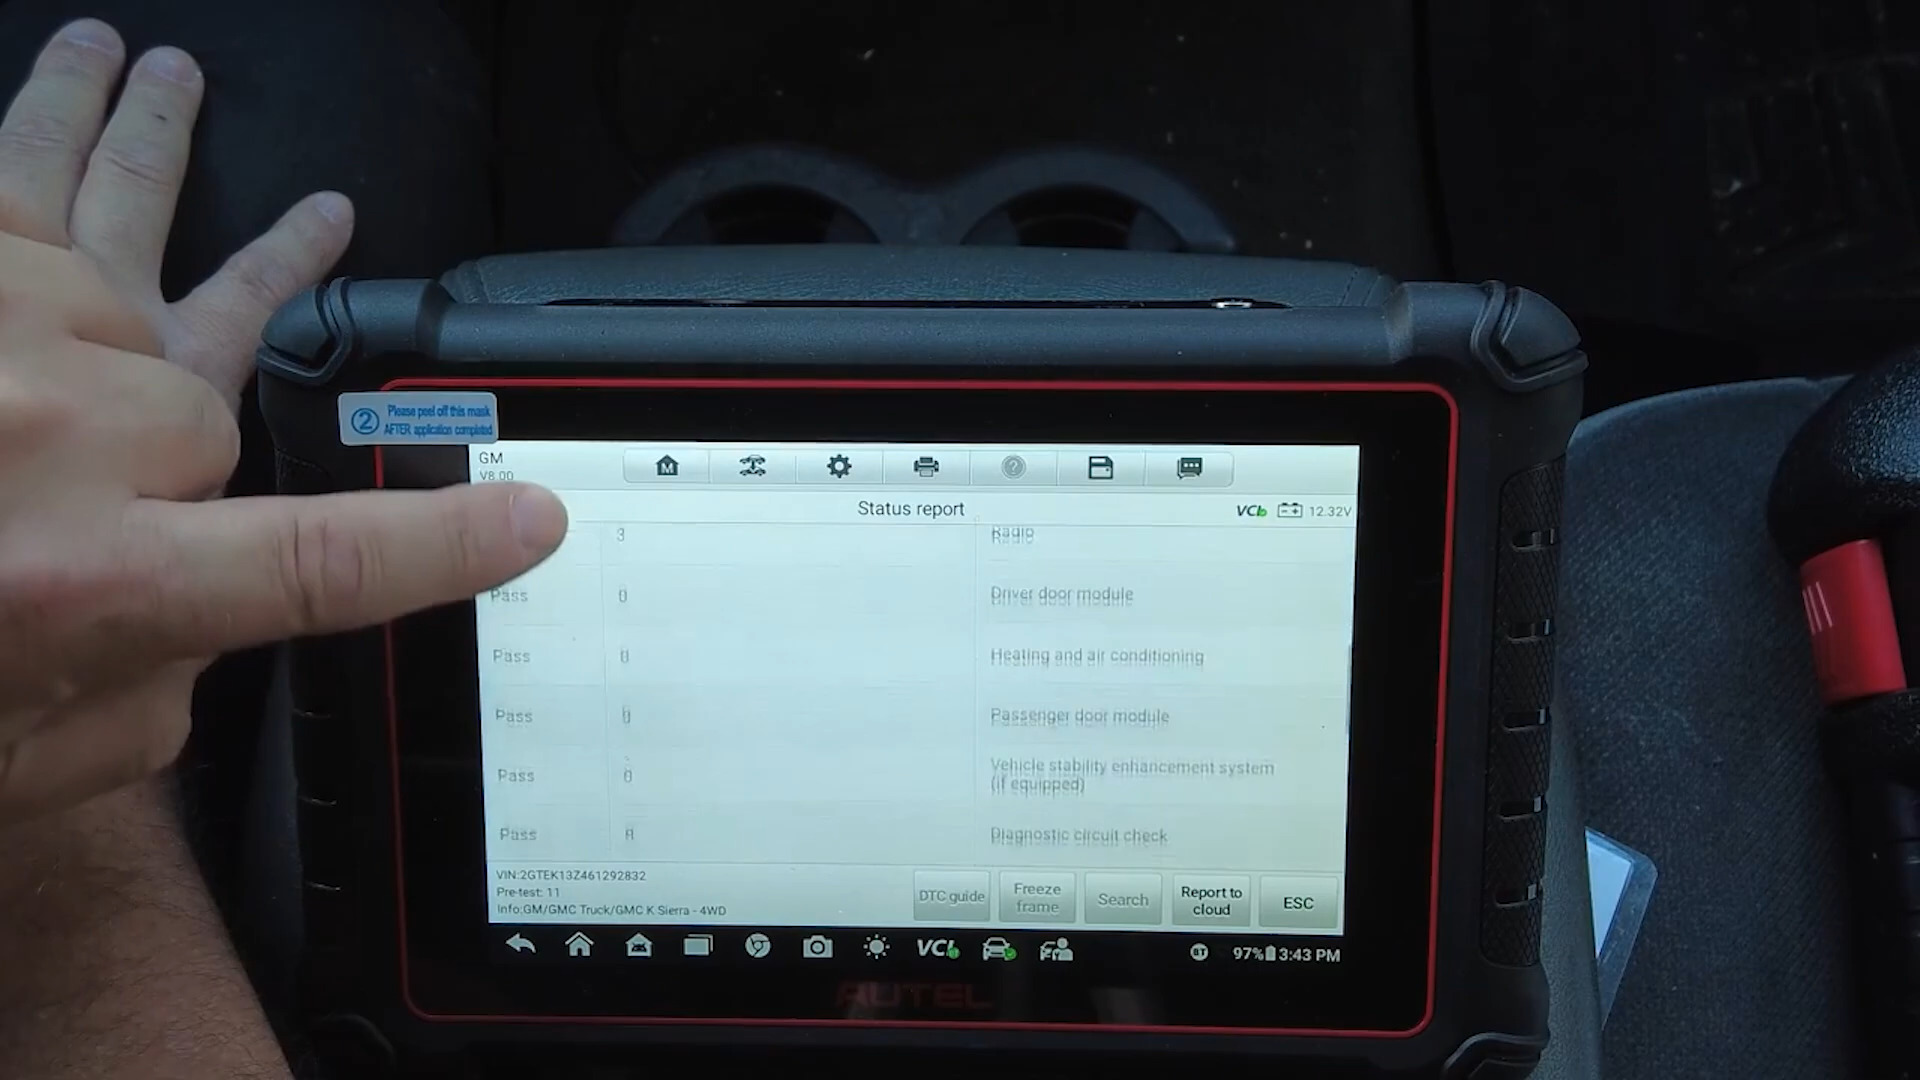 2 Please peel off this mask
AFTER application completed
GM
V8.00
M
?
Status report
VCI 12.32V
3 Radio
Pass 0 Driver door module
Pass 0 Heating and air conditioning
Pass 0 Passenger door module
Pass 0 Vehicle stability enhancement system
(if equipped)
Pass Diagnostic circuit check
VIN:2GTEK13Z461292832
Pre-test: 11
Info:GM/GMC Truck/GMC K Sierra - 4WD
DTC guide
Freeze
frame
Search
Report to
cloud
ESC
VCI BT 97% 3:43 PM
AUTEL